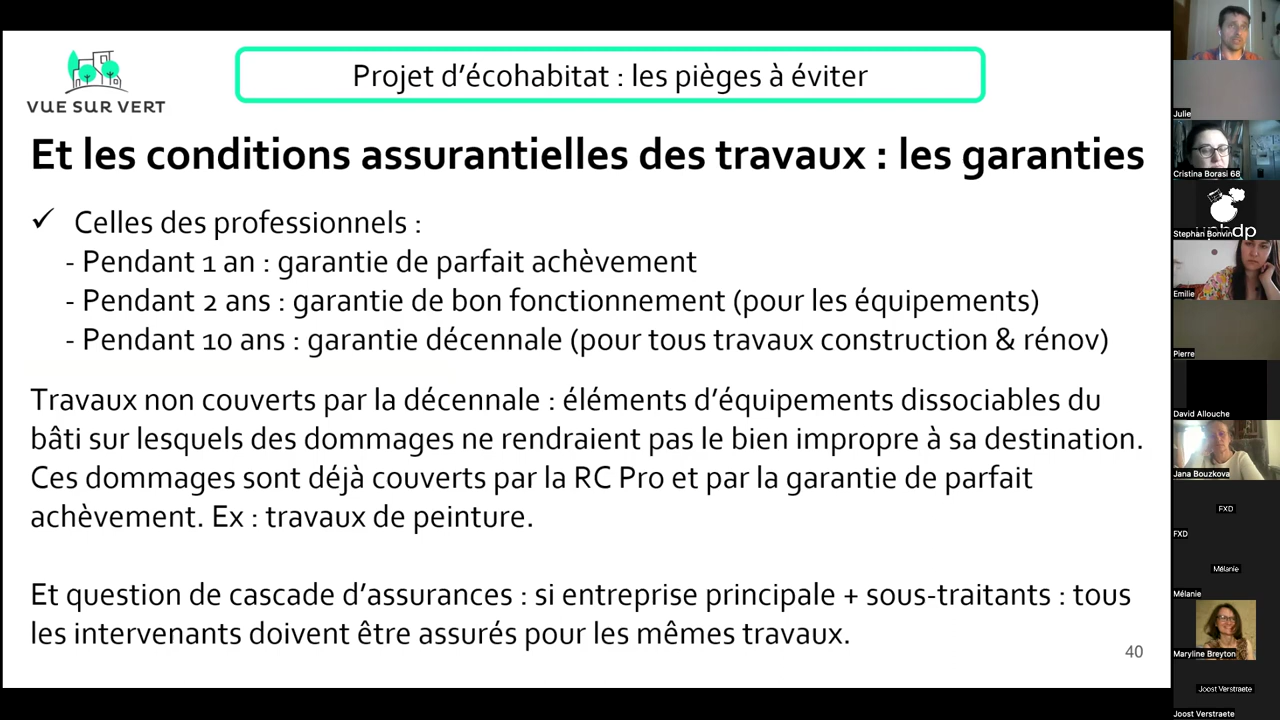 VUE SUR VERT
Projet d’écohabitat : les pièges à éviter
Et les conditions assurantielles des travaux : les garanties
✓ Celles des professionnels :
- Pendant 1 an : garantie de parfait achèvement
- Pendant 2 ans : garantie de bon fonctionnement (pour les équipements)
- Pendant 10 ans : garantie décennale (pour tous travaux construction & rénov)
Travaux non couverts par la décennale : éléments d’équipements dissociables du
bâti sur lesquels des dommages ne rendraient pas le bien impropre à sa destination.
Ces dommages sont déjà couverts par la RC Pro et par la garantie de parfait
achèvement. Ex : travaux de peinture.
Et question de cascade d’assurances : si entreprise principale + sous-traitants : tous
les intervenants doivent être assurés pour les mêmes travaux.
40
Julie
Cristina Borasi 68
Stephan Bonvin
Emilie
Pierre
David Allouche
Jana Bouzkova
FXD
FXD
Mélanie
Mélanie
Maryline Breyton
Joost Verstraete
Joost Verstraete